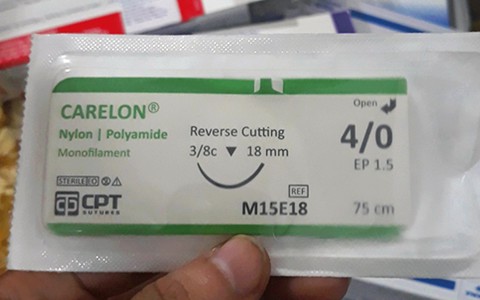 CARELON®
Nylon | Polyamide
Monofilament
Reverse Cutting
3/8c ▼ 18 mm
Open
4/0
EP 1.5
STERILE EO
CPT
SUTURES
REF
M15E18
75 cm